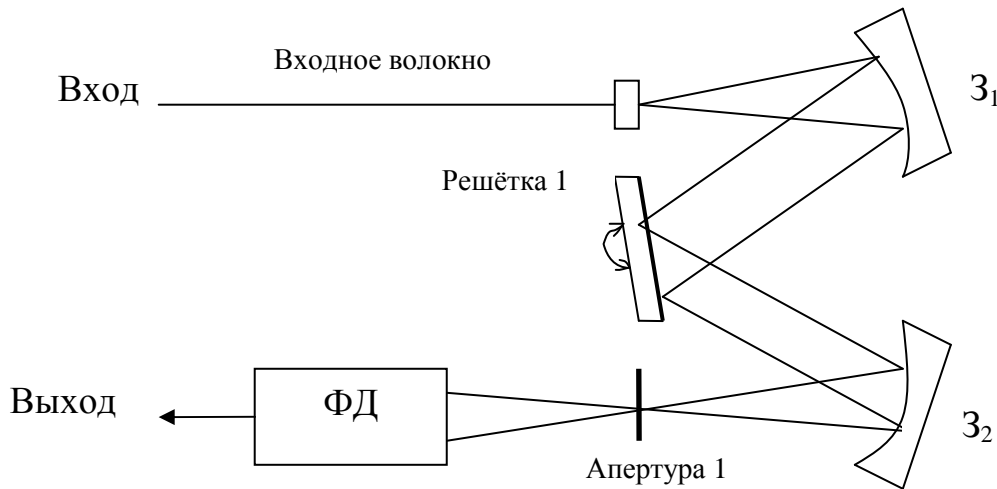 Входное волокно
Вход
З₁
Решётка 1
Выход
ФД
З₂
Апертура 1